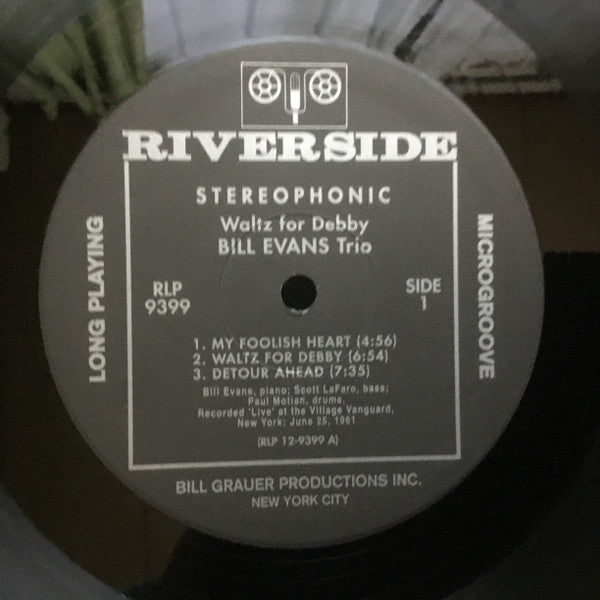 RIVERSIDE
STEREOPHONIC
Waltz for Debby
BILL EVANS Trio
LONG PLAYING
RLP
9399
SIDE
1
MICROGROOVE
1. MY FOOLISH HEART (4:56)
2. WALTZ FOR DEBBY (6:54)
3. DETOUR AHEAD (7:35)
Bill Evans, piano; Scott LaFaro, bass;
Paul Motian, drums.
Recorded 'Live' at the Village Vanguard,
New York; June 25, 1961
(RLP 12-9399 A)
BILL GRAUER PRODUCTIONS INC.
NEW YORK CITY